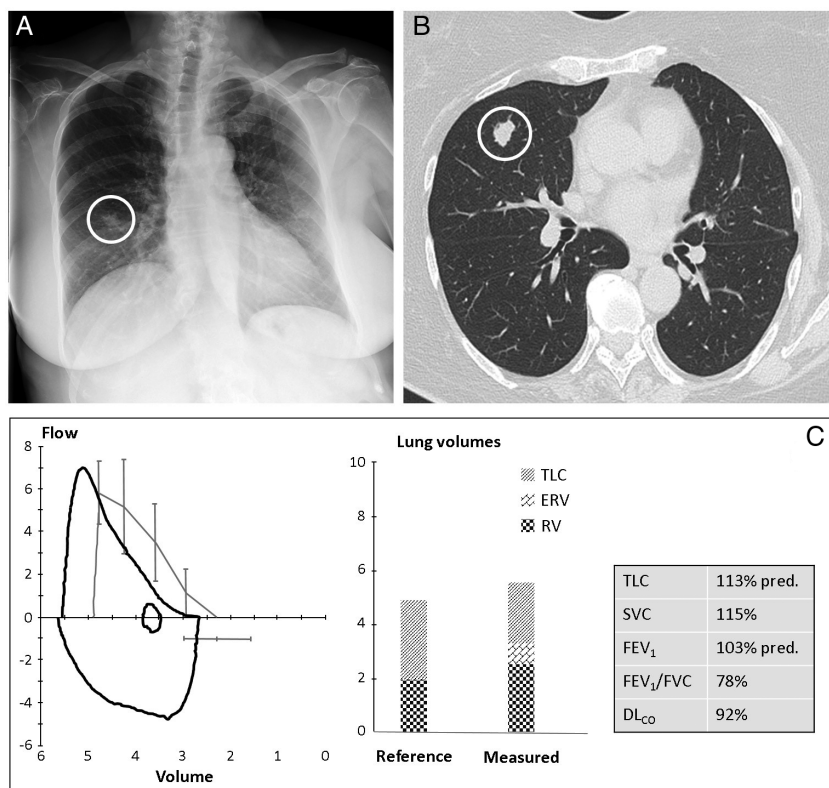 A
B
C
Flow
8
6
4
2
0
-2
-4
-6
6 5 4 3 2 1 0
Volume
Lung volumes
10
8
6
4
2
0
TLC
ERV
RV
Reference Measured
TLC 113% pred.
SVC 115%
FEV₁ 103% pred.
FEV₁/FVC 78%
DLCO 92%